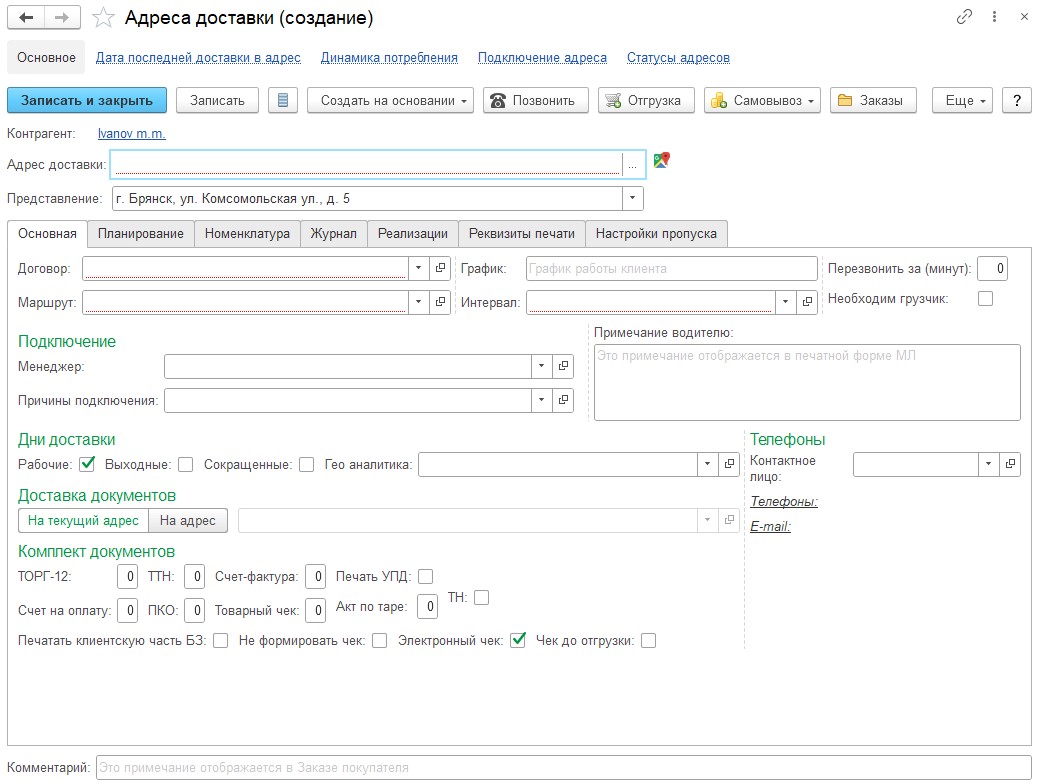 Адреса доставки (создание)
Основное Дата последней доставки в адрес Динамика потребления Подключение адреса Статусы адресов
Записать и закрыть Записать Создать на основании Позвонить Отгрузка Самовывоз Заказы Еще ?
Контрагент: Ivanov m.m.
Адрес доставки: ...
Представление: г. Брянск, ул. Комсомольская ул., д. 5
Основная Планирование Номенклатура Журнал Реализации Реквизиты печати Настройки пропуска
Договор: График: График работы клиента Перезвонить за (минут): 0
Маршрут: Интервал: Необходим грузчик:
Подключение Примечание водителю:
Менеджер: Это примечание отображается в печатной форме МЛ
Причины подключения:
Дни доставки Телефоны
Рабочие: Выходные: Сокращенные: Гео аналитика: Контактное
лицо:
Доставка документов Телефоны:
На текущий адрес На адрес E-mail:
Комплект документов
ТОРГ-12: 0 ТТН: 0 Счет-фактура: 0 Печать УПД:
Счет на оплату: 0 ПКО: 0 Товарный чек: 0 Акт по таре: 0 ТН:
Печатать клиентскую часть БЗ: Не формировать чек: Электронный чек: Чек до отгрузки:
Комментарий: Это примечание отображается в Заказе покупателя